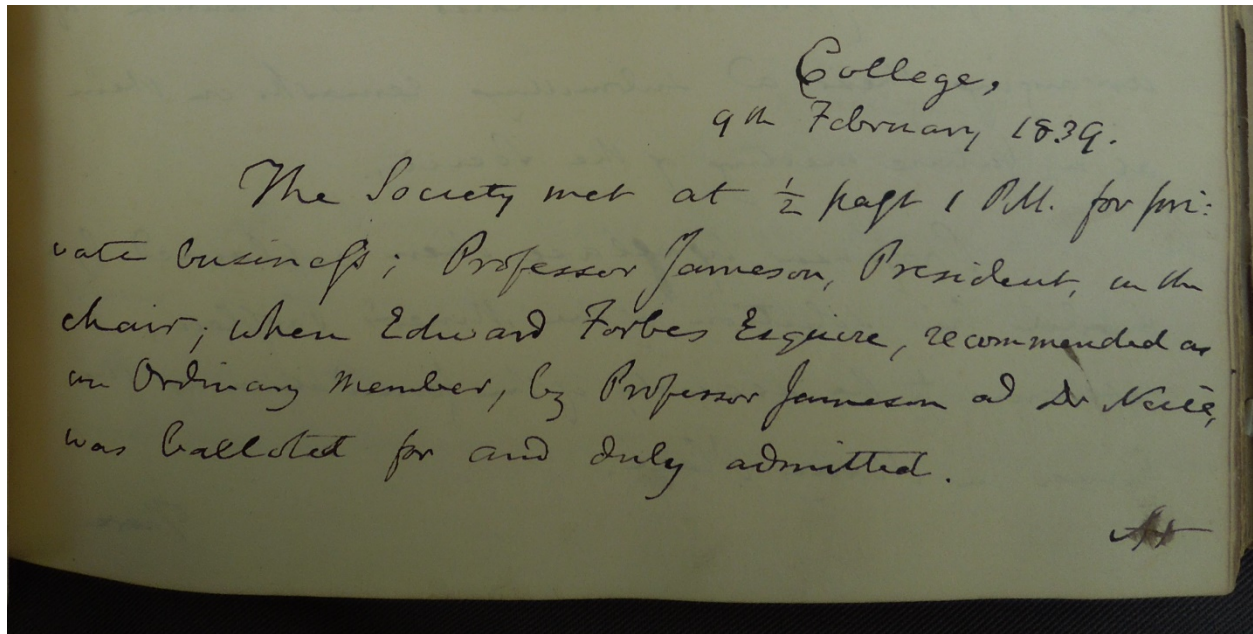 College,
9th February 1839.
The Society met at ½ past 1 P.M. for pri:
vate business; Professor Jameson, President, in the
chair; when Edward Forbes Esquire, recommended as
an Ordinary Member, by Professor Jameson and Dr Neill,
was balloted for and duly admitted.
At